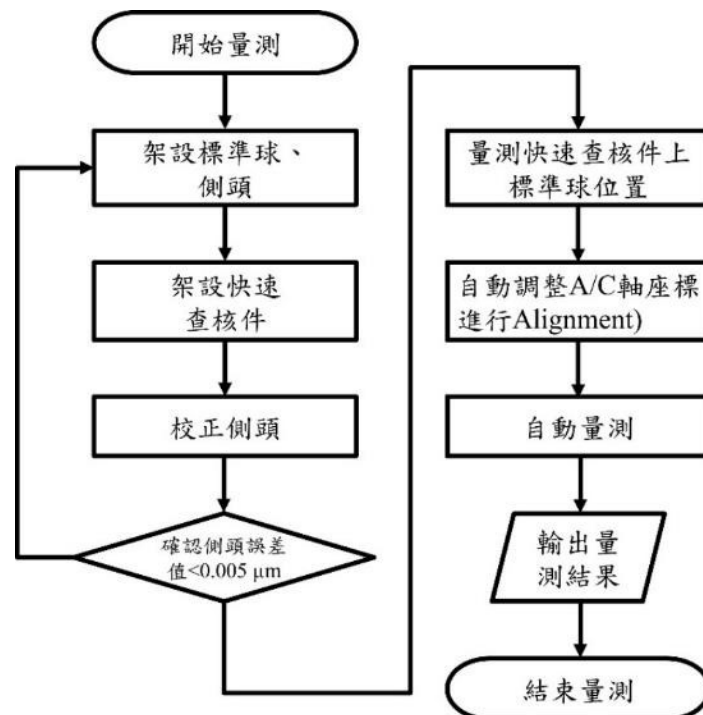 開始量測
架設標準球、
側頭
架設快速
查核件
校正側頭
確認側頭誤差
值<0.005 μm
量測快速查核件上
標準球位置
自動調整A/C軸座標
進行Alignment)
自動量測
輸出量
測結果
結束量測